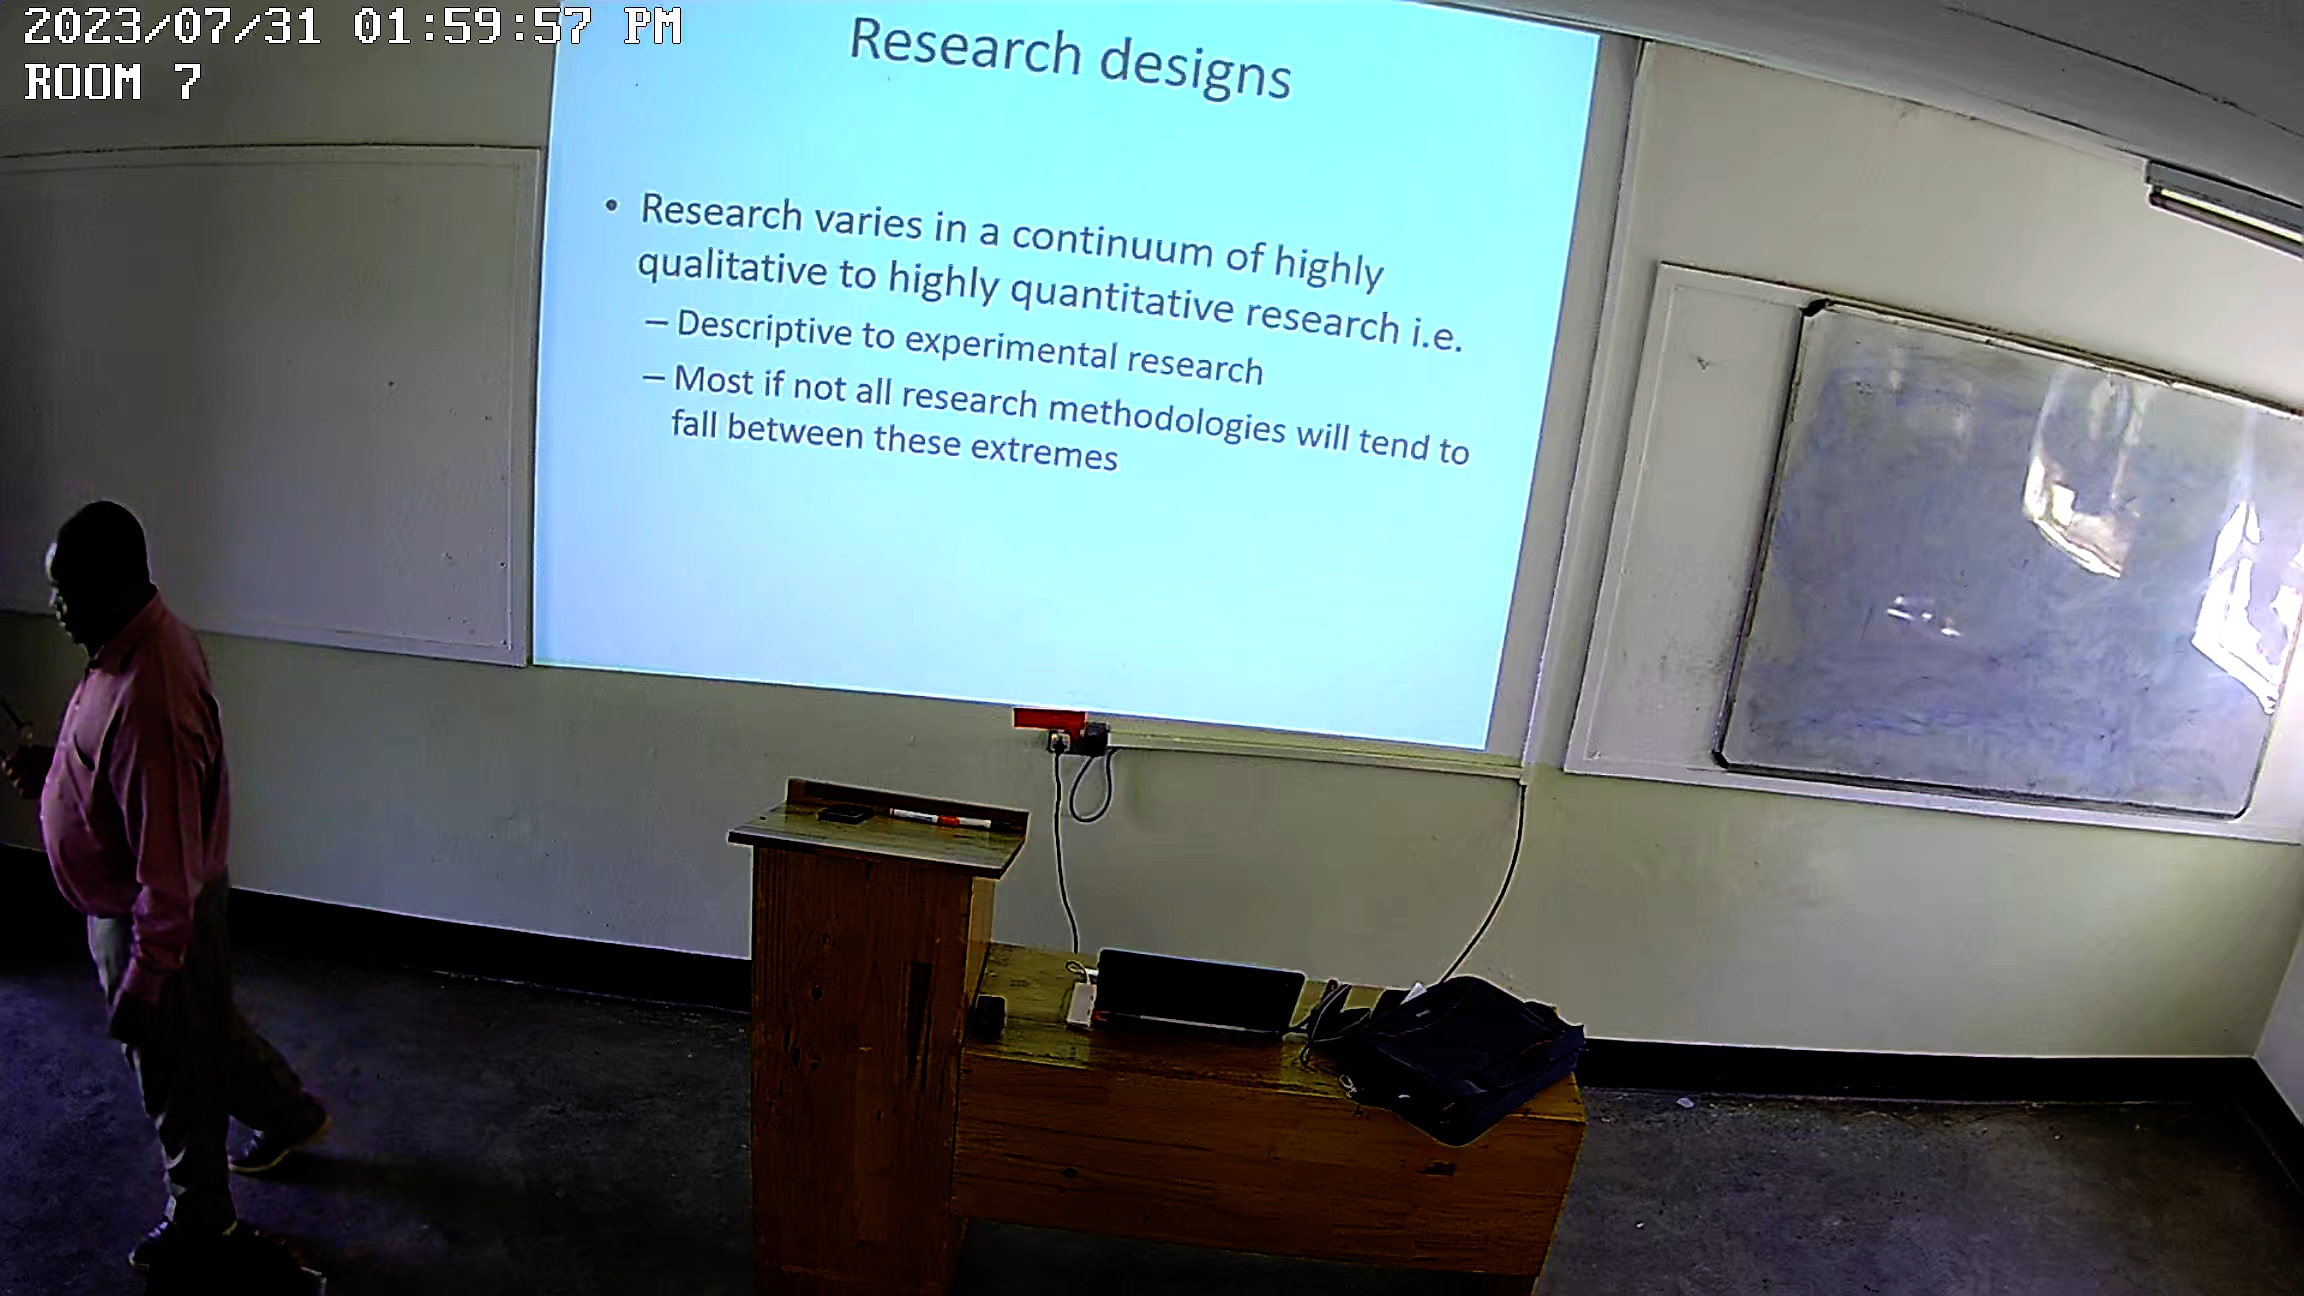 2023/07/31 01:59:57 PM
ROOM 7
Research designs
• Research varies in a continuum of highly
qualitative to highly quantitative research i.e.
– Descriptive to experimental research
– Most if not all research methodologies will tend to
fall between these extremes